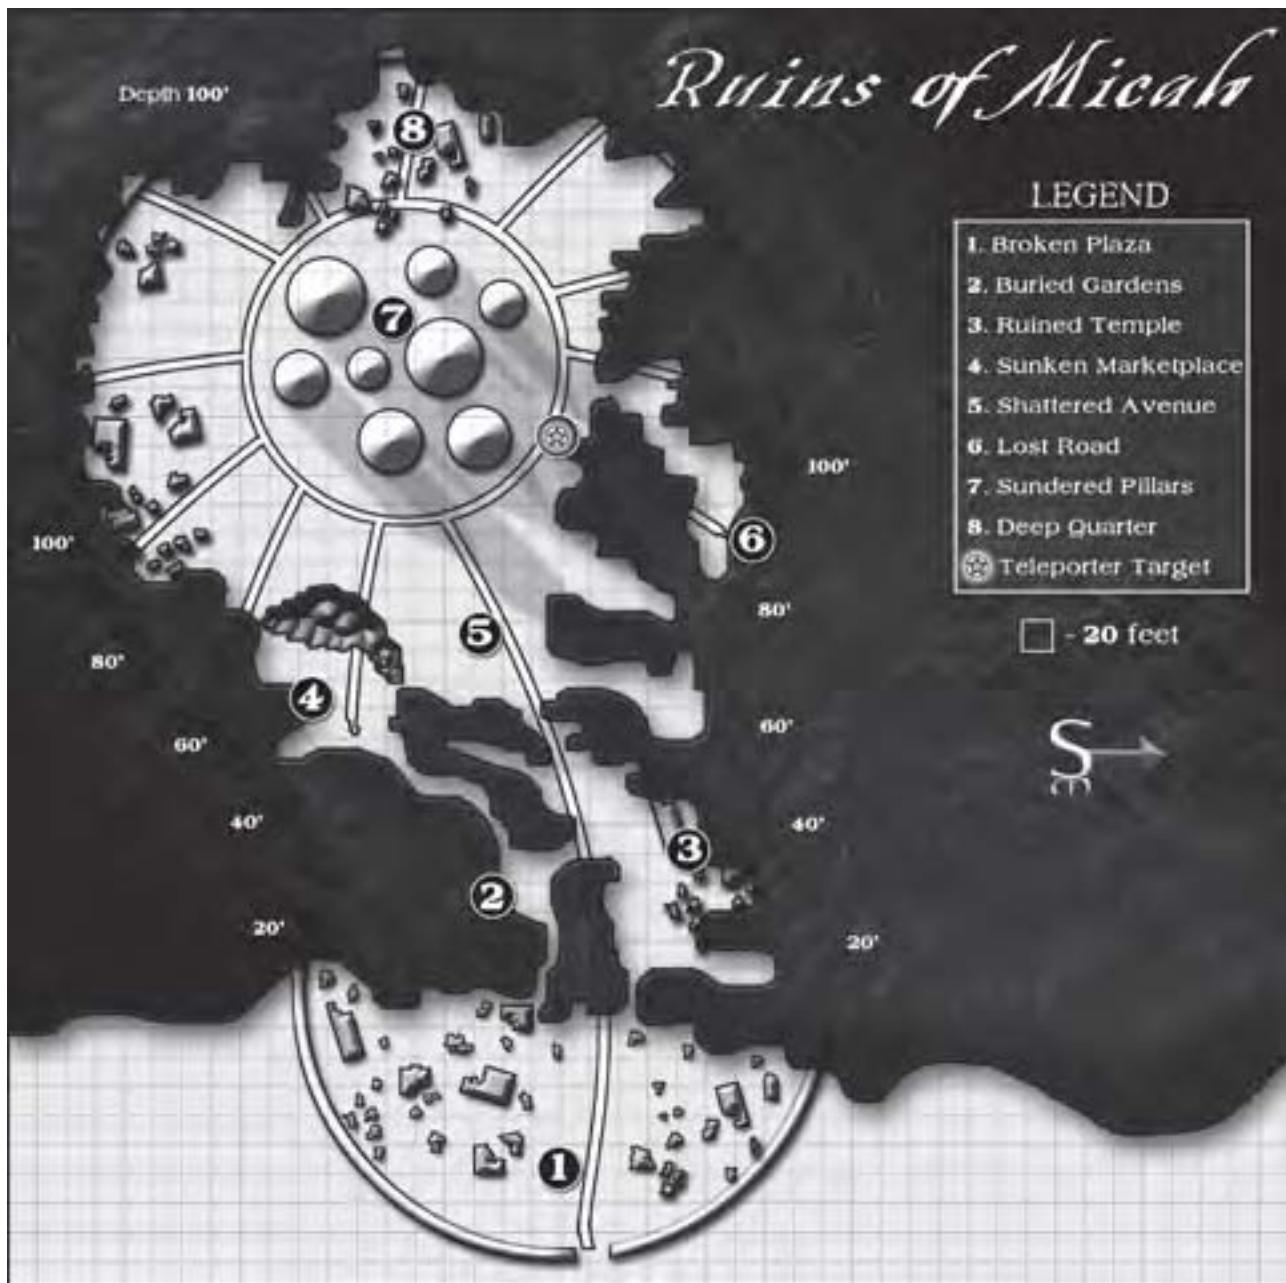 Ruins of Micah
Depth 100'
8
LEGEND
1. Broken Plaza
2. Buried Gardens
3. Ruined Temple
4. Sunken Marketplace
5. Shattered Avenue
6. Lost Road
7. Sundered Pillars
8. Deep Quarter
Teleporter Target
- 20 feet
7
100'
100'
6
80'
5
80'
4
60'
60'
S
40'
40'
3
2
20'
20'
1